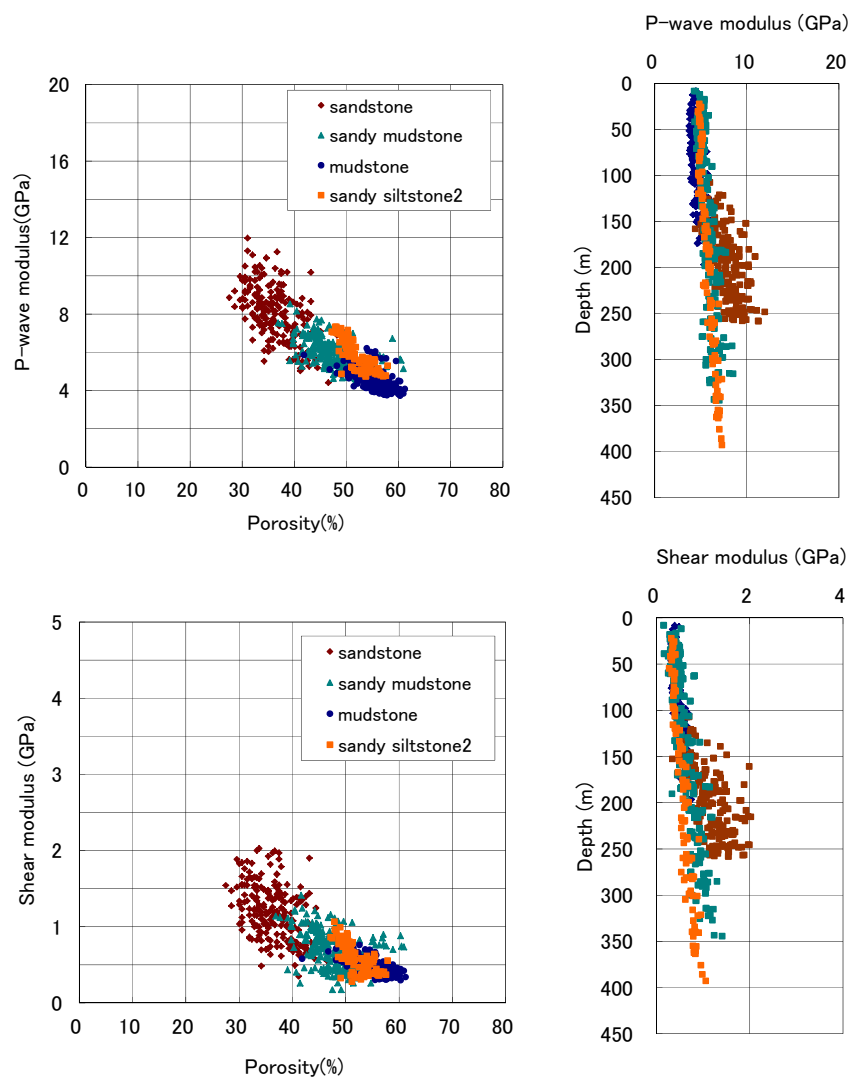 P-wave modulus (GPa)
0 10 20
0
50
100
150
200
250
300
350
400
450
Depth (m)
20
16
12
8
4
0
P-wave modulus(GPa)
sandstone
sandy mudstone
mudstone
sandy siltstone2
0 10 20 30 40 50 60 70 80
Porosity(%)
Shear modulus (GPa)
0 2 4
0
50
100
150
200
250
300
350
400
450
Depth (m)
5
4
3
2
1
0
Shear modulus (GPa)
sandstone
sandy mudstone
mudstone
sandy siltstone2
0 10 20 30 40 50 60 70 80
Porosity(%)